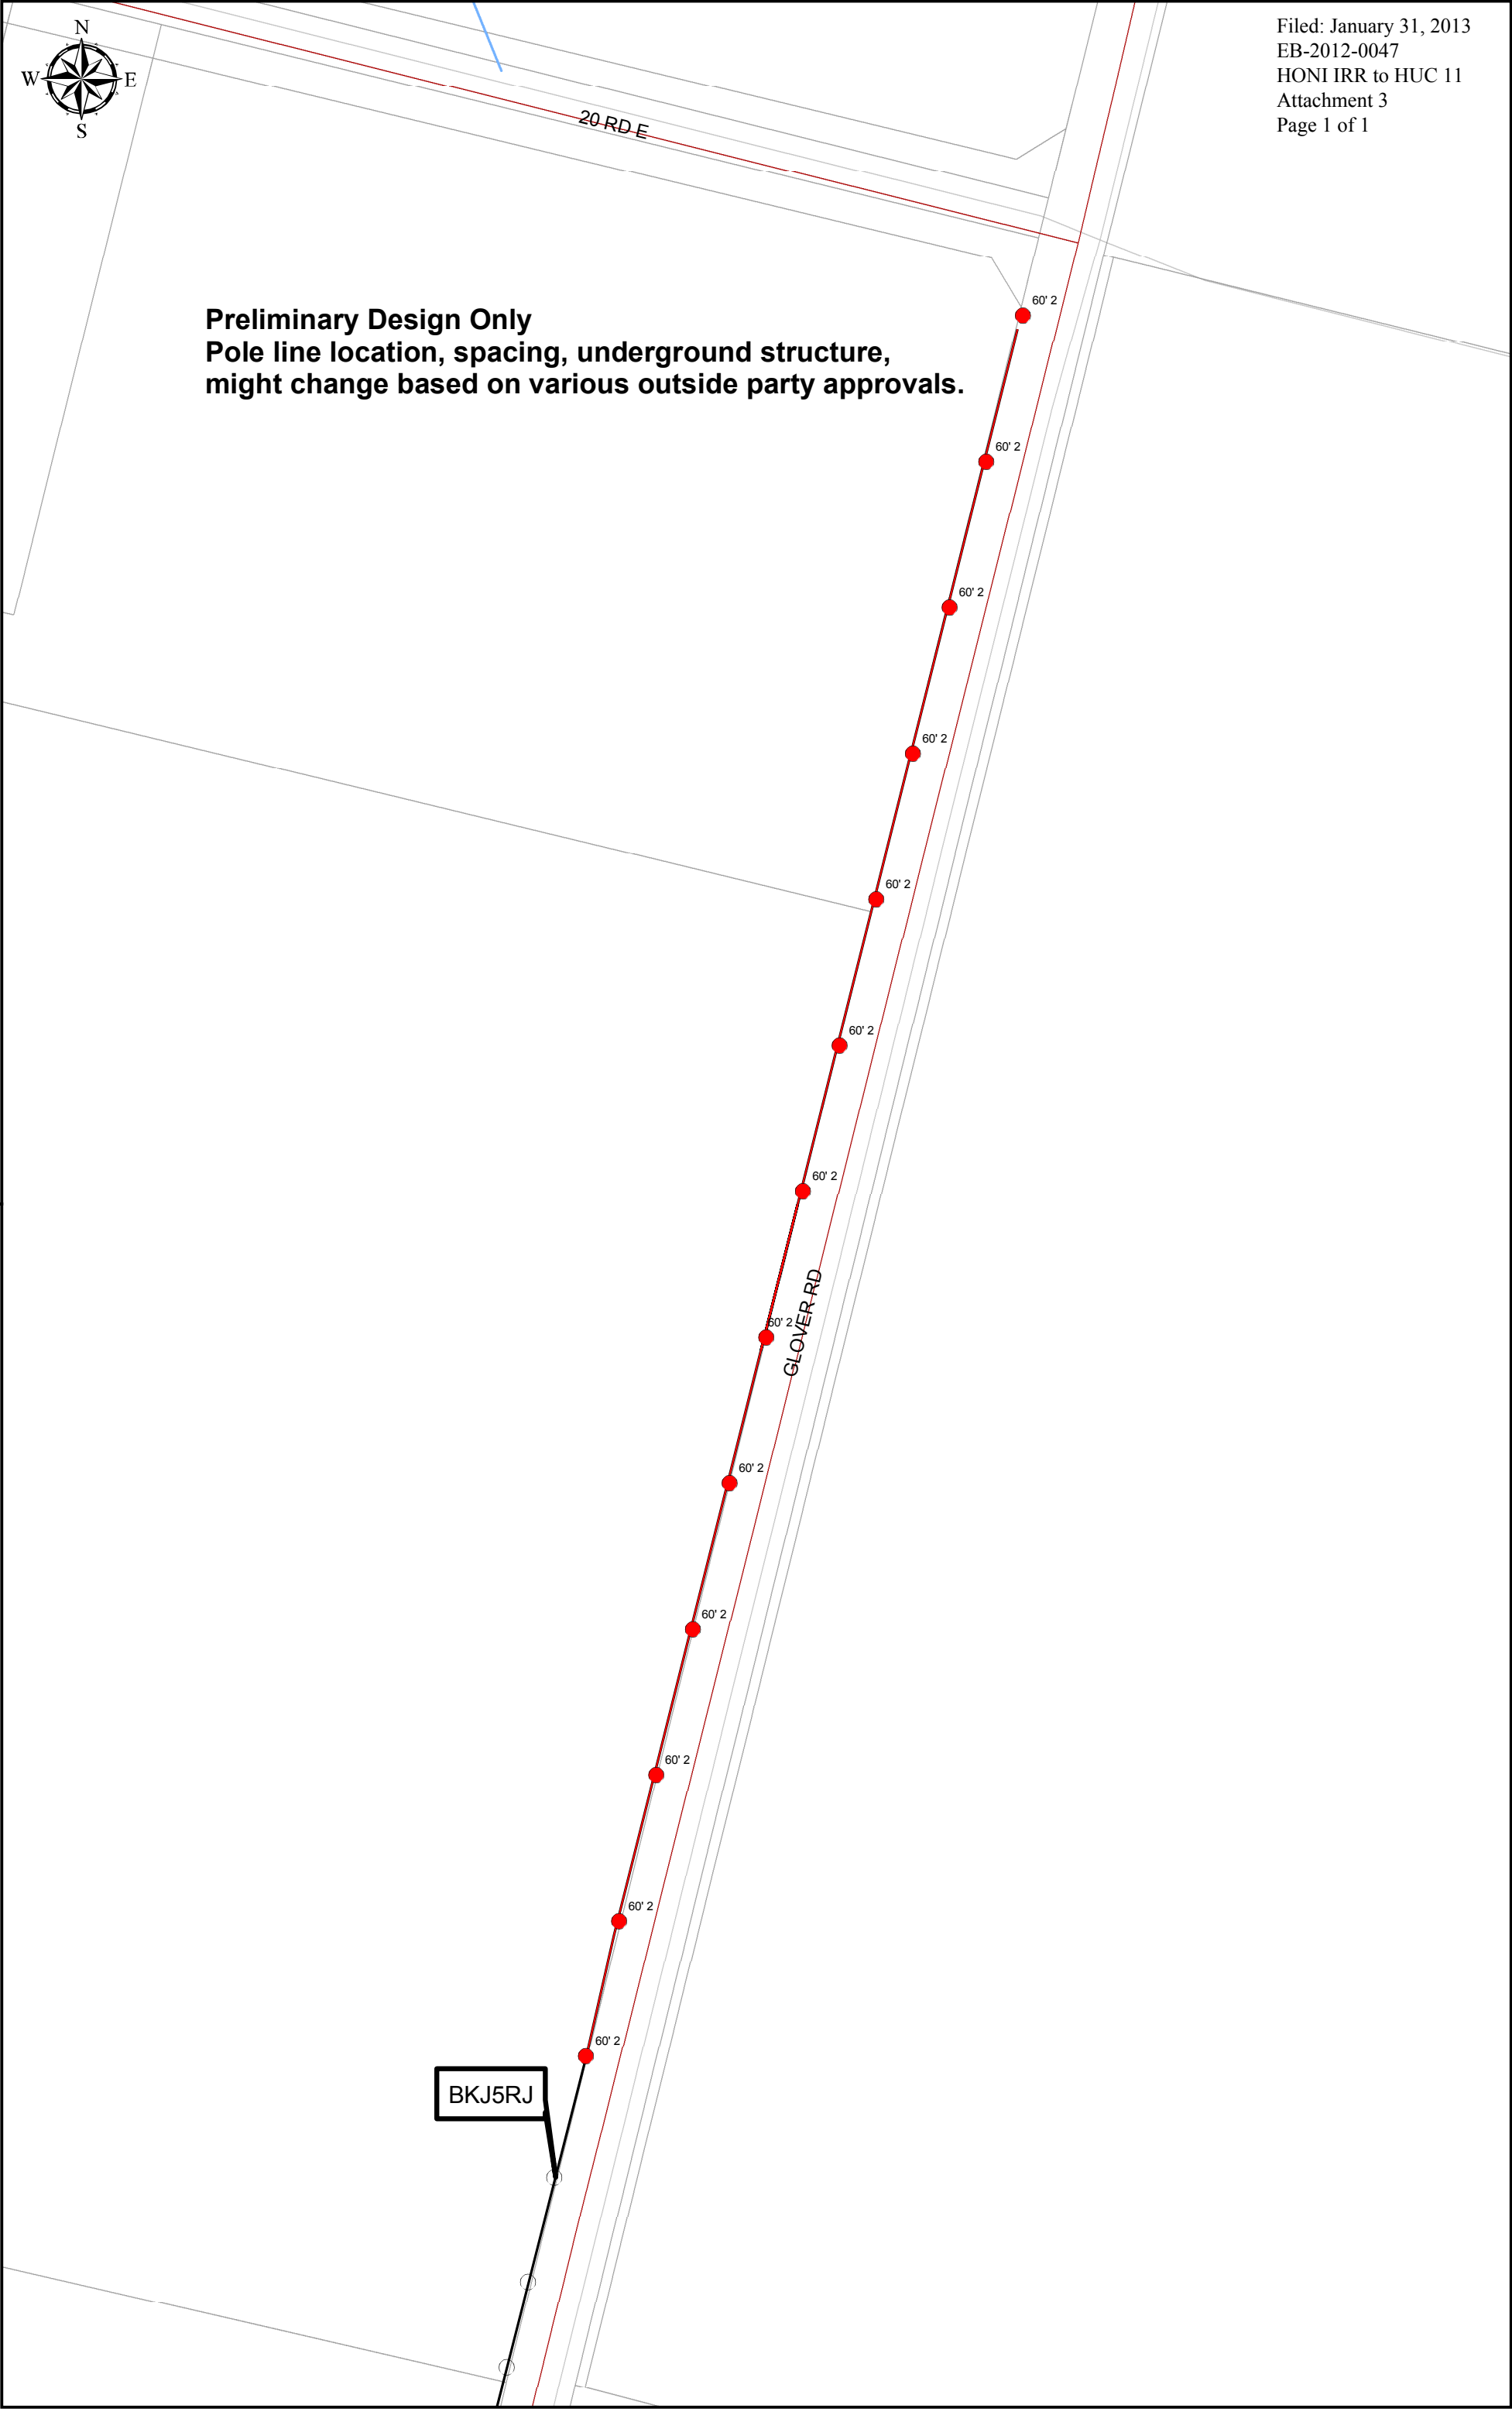 Filed: January 31, 2013
EB-2012-0047
HONI IRR to HUC 11
Attachment 3
Page 1 of 1
N
W E
S
20 RD E
Preliminary Design Only
Pole line location, spacing, underground structure,
might change based on various outside party approvals.
60' 2
60' 2
60' 2
60' 2
60' 2
60' 2
60' 2
GLOVER RD
60' 2
60' 2
60' 2
60' 2
60' 2
60' 2
BKJ5RJ